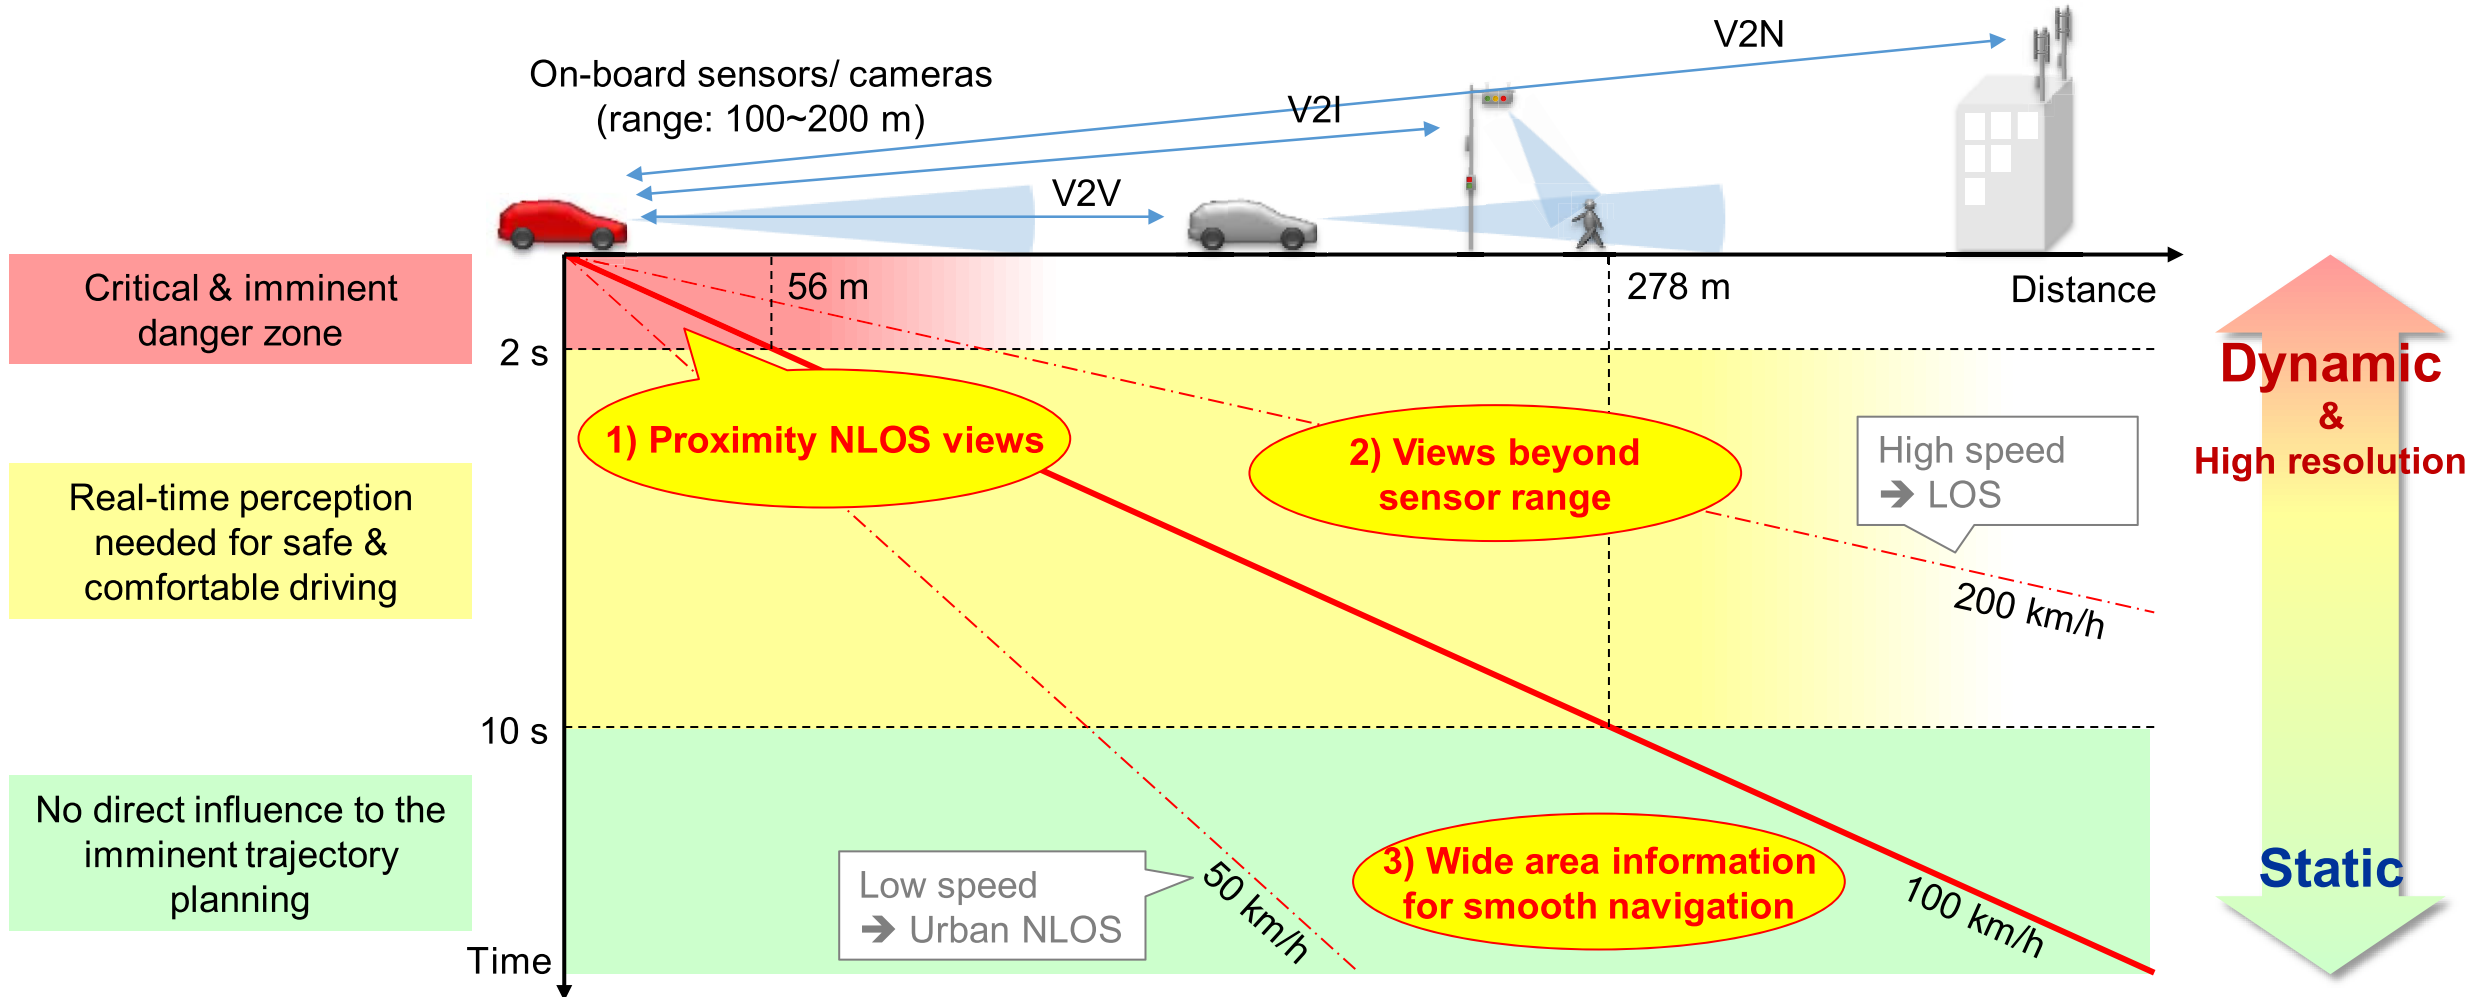 V2N
On-board sensors/ cameras
(range: 100~200 m)
V2I
V2V
Critical & imminent
danger zone
56 m
278 m
Distance
2 s
Dynamic
&
High resolution
1) Proximity NLOS views
2) Views beyond
sensor range
High speed
➔ LOS
Real-time perception
needed for safe &
comfortable driving
200 km/h
10 s
No direct influence to the
imminent trajectory
planning
3) Wide area information
for smooth navigation
Low speed
➔ Urban NLOS
50 km/h
100 km/h
Static
Time